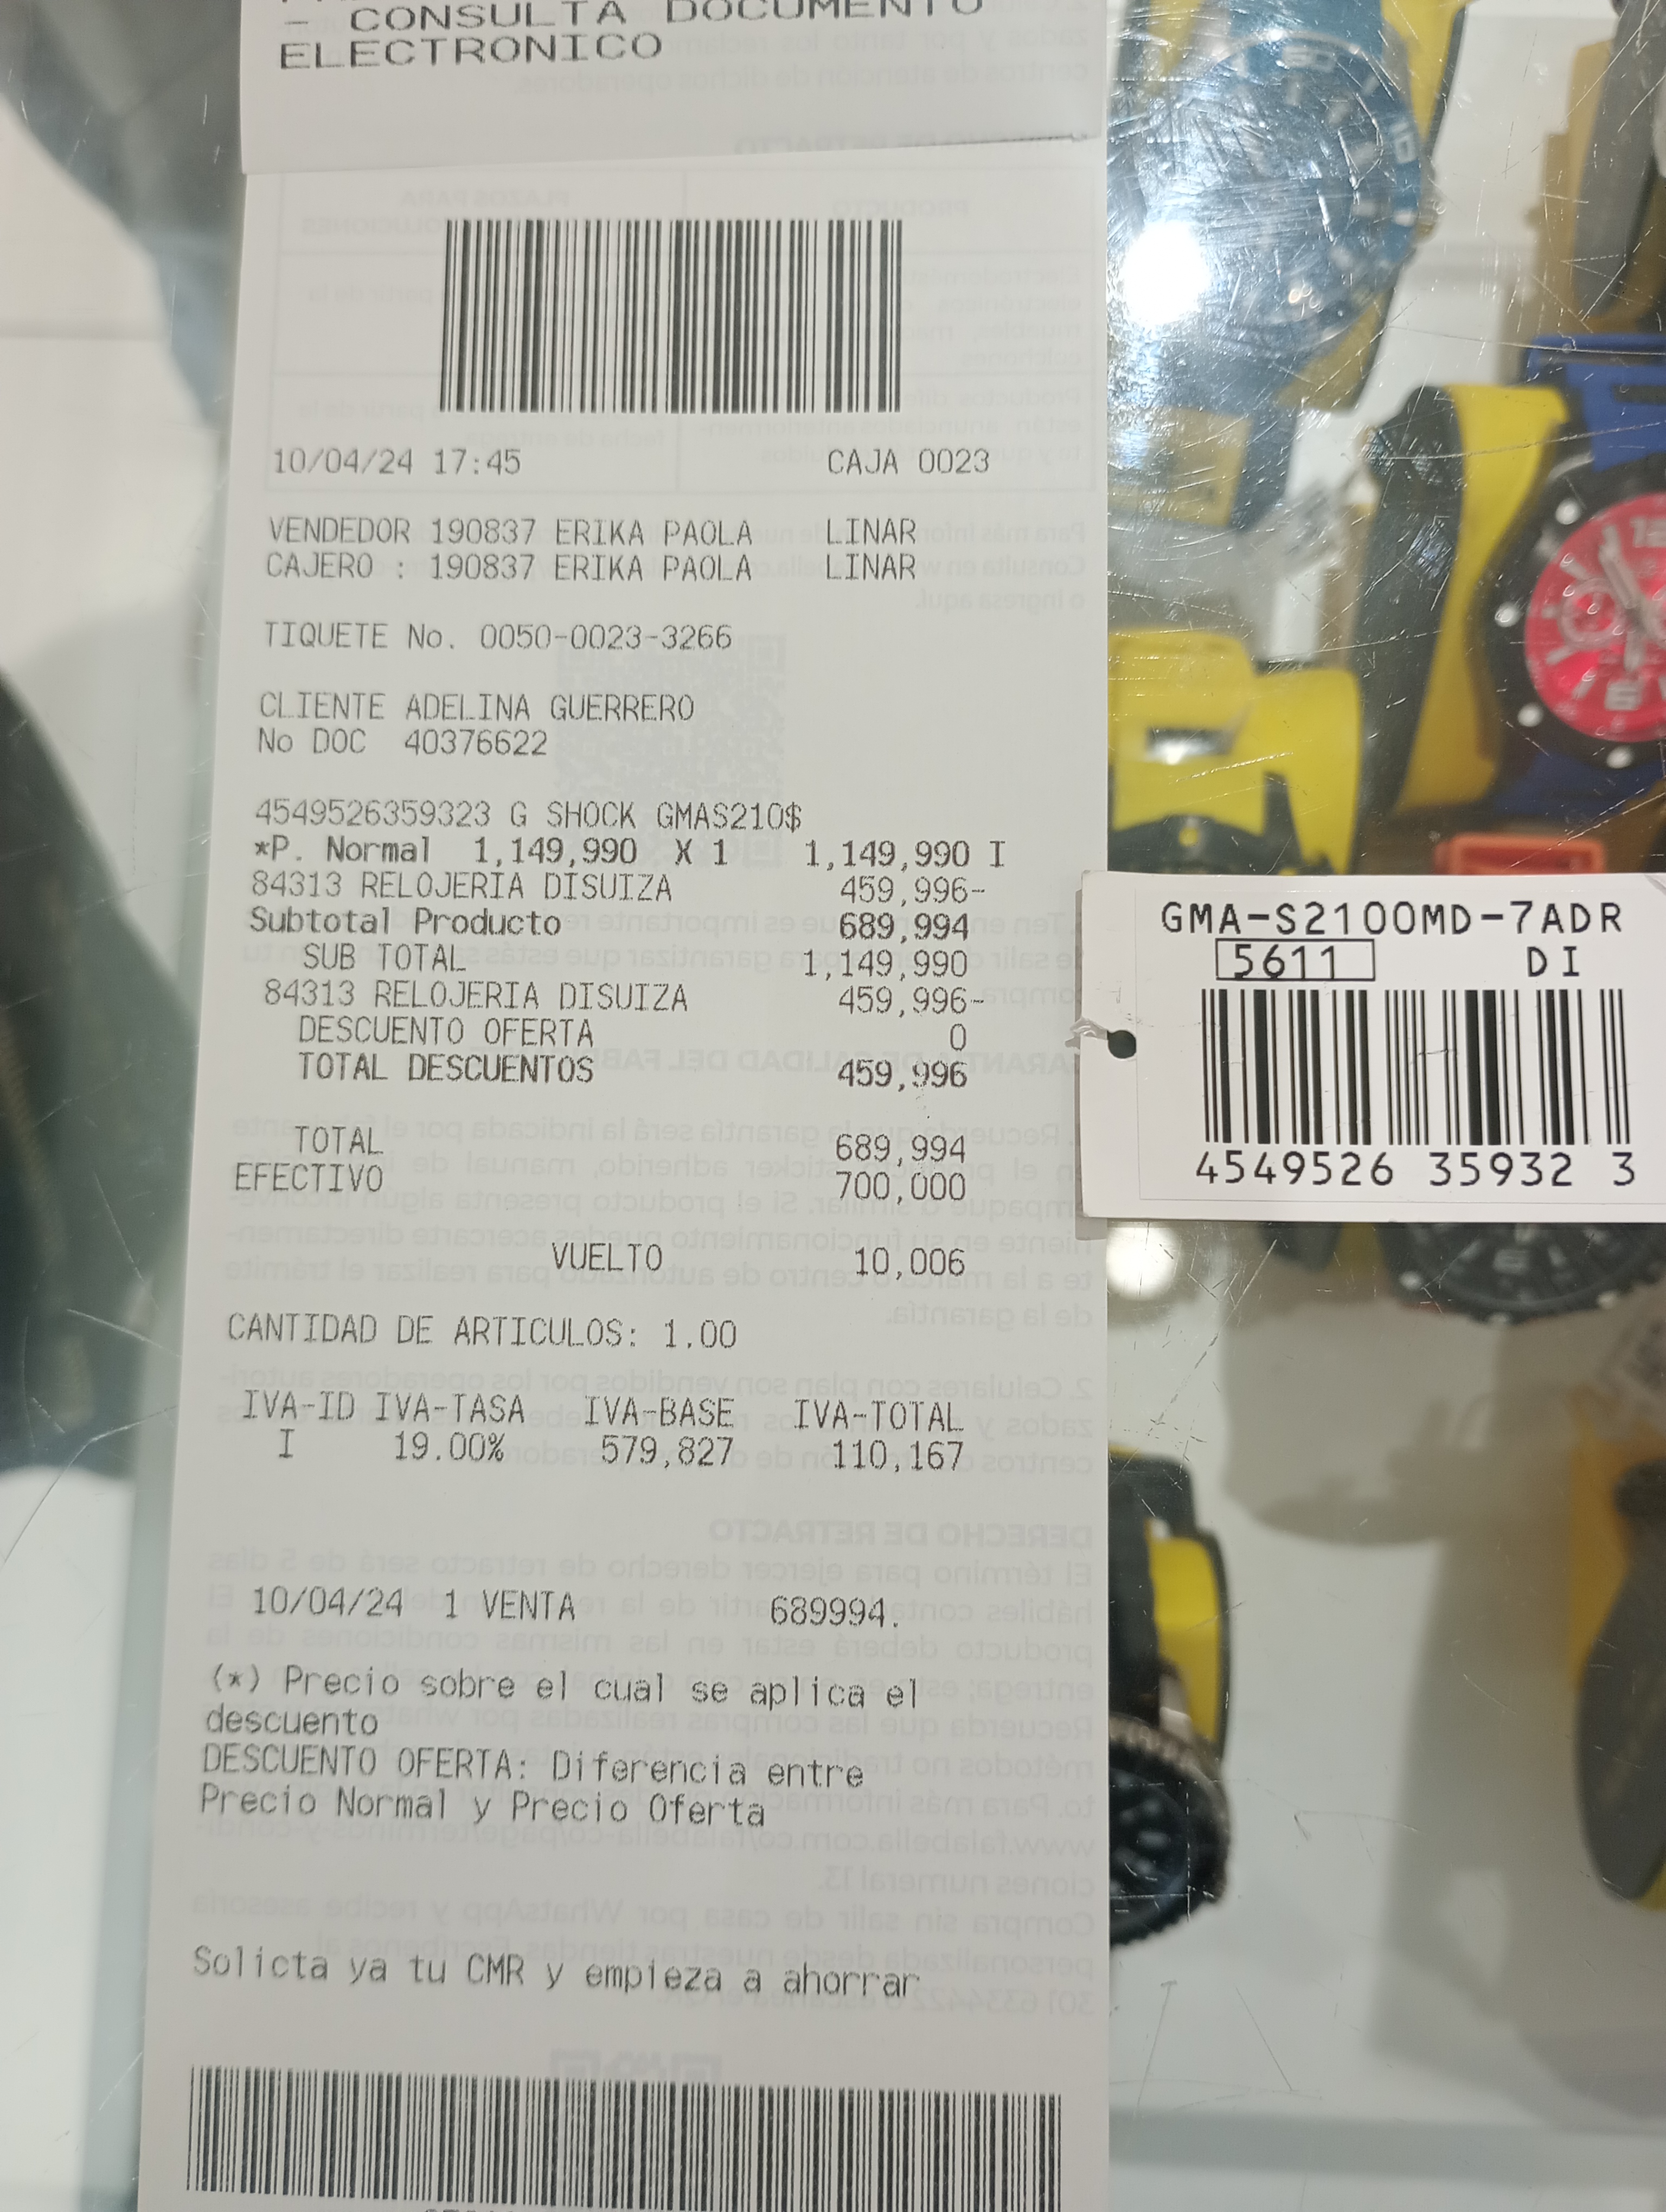 - CONSULTA DOCUMENTO
ELECTRONICO
10/04/24 17:45 CAJA 0023
VENDEDOR 190837 ERIKA PAOLA LINAR
CAJERO : 190837 ERIKA PAOLA LINAR
TIQUETE No. 0050-0023-3266
CLIENTE ADELINA GUERRERO
No DOC 40376622
4549526359323 G SHOCK GMAS210$
*P. Normal 1,149,990 X 1 1,149,990 I
84313 RELOJERIA DISUIZA 459,996-
Subtotal Producto 689,994
SUB TOTAL 1,149,990
84313 RELOJERIA DISUIZA 459,996-
DESCUENTO OFERTA 0
TOTAL DESCUENTOS 459,996
TOTAL 689,994
EFECTIVO 700,000
VUELTO 10,006
CANTIDAD DE ARTICULOS: 1.00
IVA-ID IVA-TASA IVA-BASE IVA-TOTAL
I 19.00% 579,827 110,167
10/04/24 1 VENTA 689994.
(*) Precio sobre el cual se aplica el
descuento
DESCUENTO OFERTA: Diferencia entre
Precio Normal y Precio Oferta
Solicta ya tu CMR y empieza a ahorrar
GMA-S2100MD-7ADR
5611 DI
4549526 35932 3